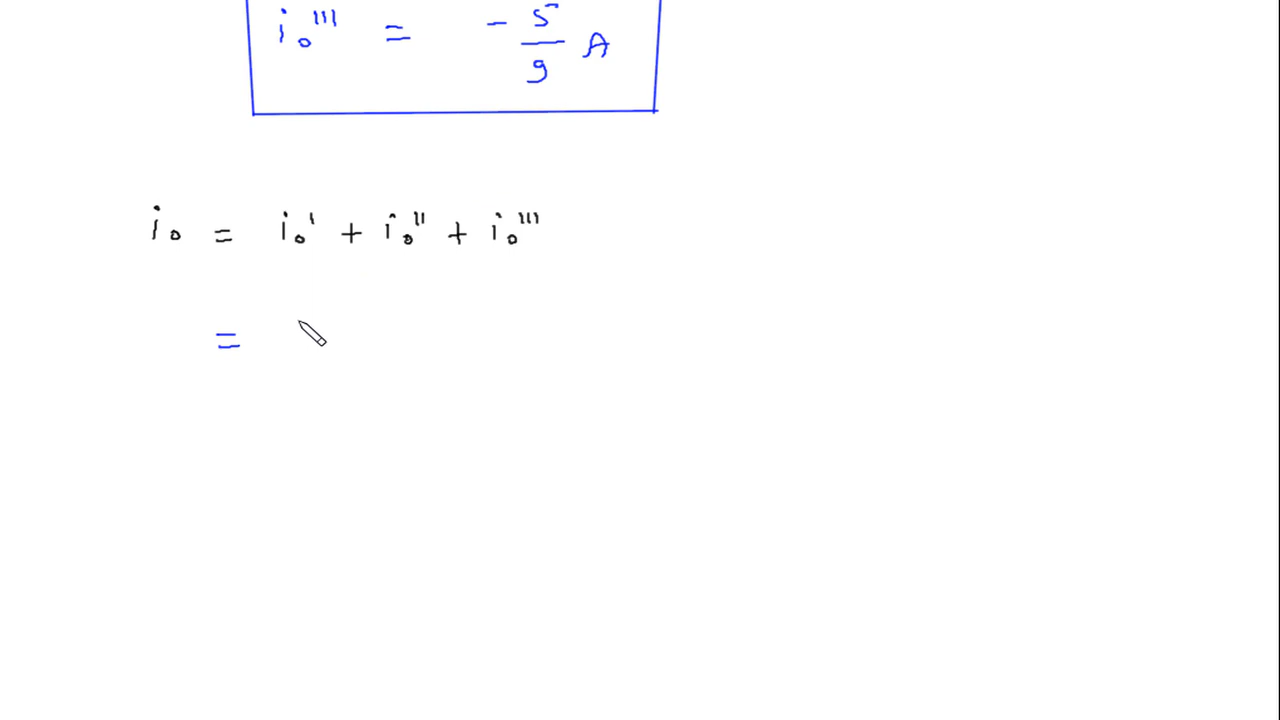 i₀''' = - 5/9 A
i₀ = i₀' + i₀'' + i₀'''
=